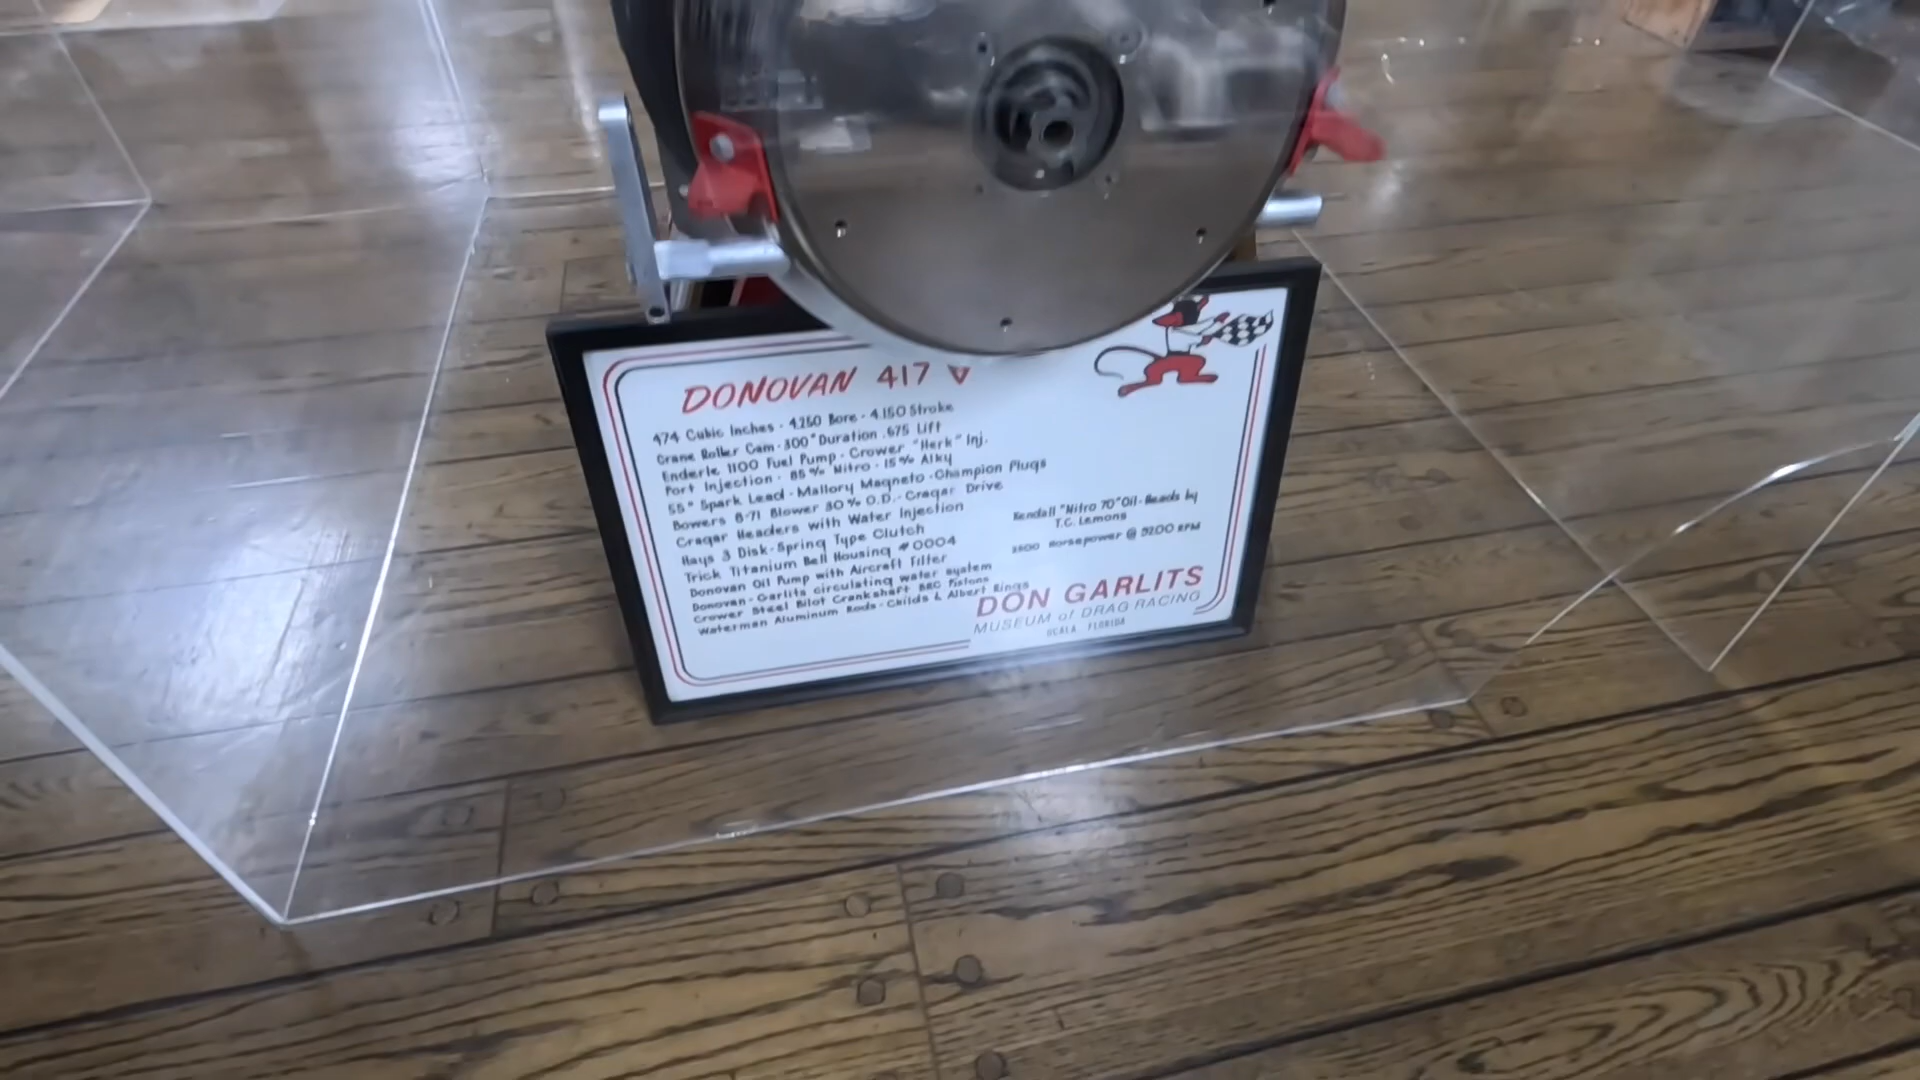 DONOVAN 417
474 Cubic Inches - 4.250 Bore - 4.150 Stroke
Crane Roller Cam - 300° Duration .675 Lift
Enderle 1100 Fuel Pump - Crower "Herk" Inj.
Port Injection - 85% Nitro - 15% Alky
55° Spark Lead - Mallory Magneto - Champion Plugs
Bowers 8-71 Blower 30% O.D. - Cragar Drive
Cragar Headers with Water Injection
Hays 3 Disk - Spring Type Clutch
Trick Titanium Bell Housing #0004
Donovan Oil Pump with Aircraft Filter
Donovan - Garlits circulating water system
Crower Steel Crankshaft Pistons
Waterman Aluminum Rods - Childs & Albert Rings
Kendall "Nitro 70" Oil - Heads by
T.C. Lemons
Horsepower @ RPM
DON GARLITS
MUSEUM of DRAG RACING
OCALA FLORIDA